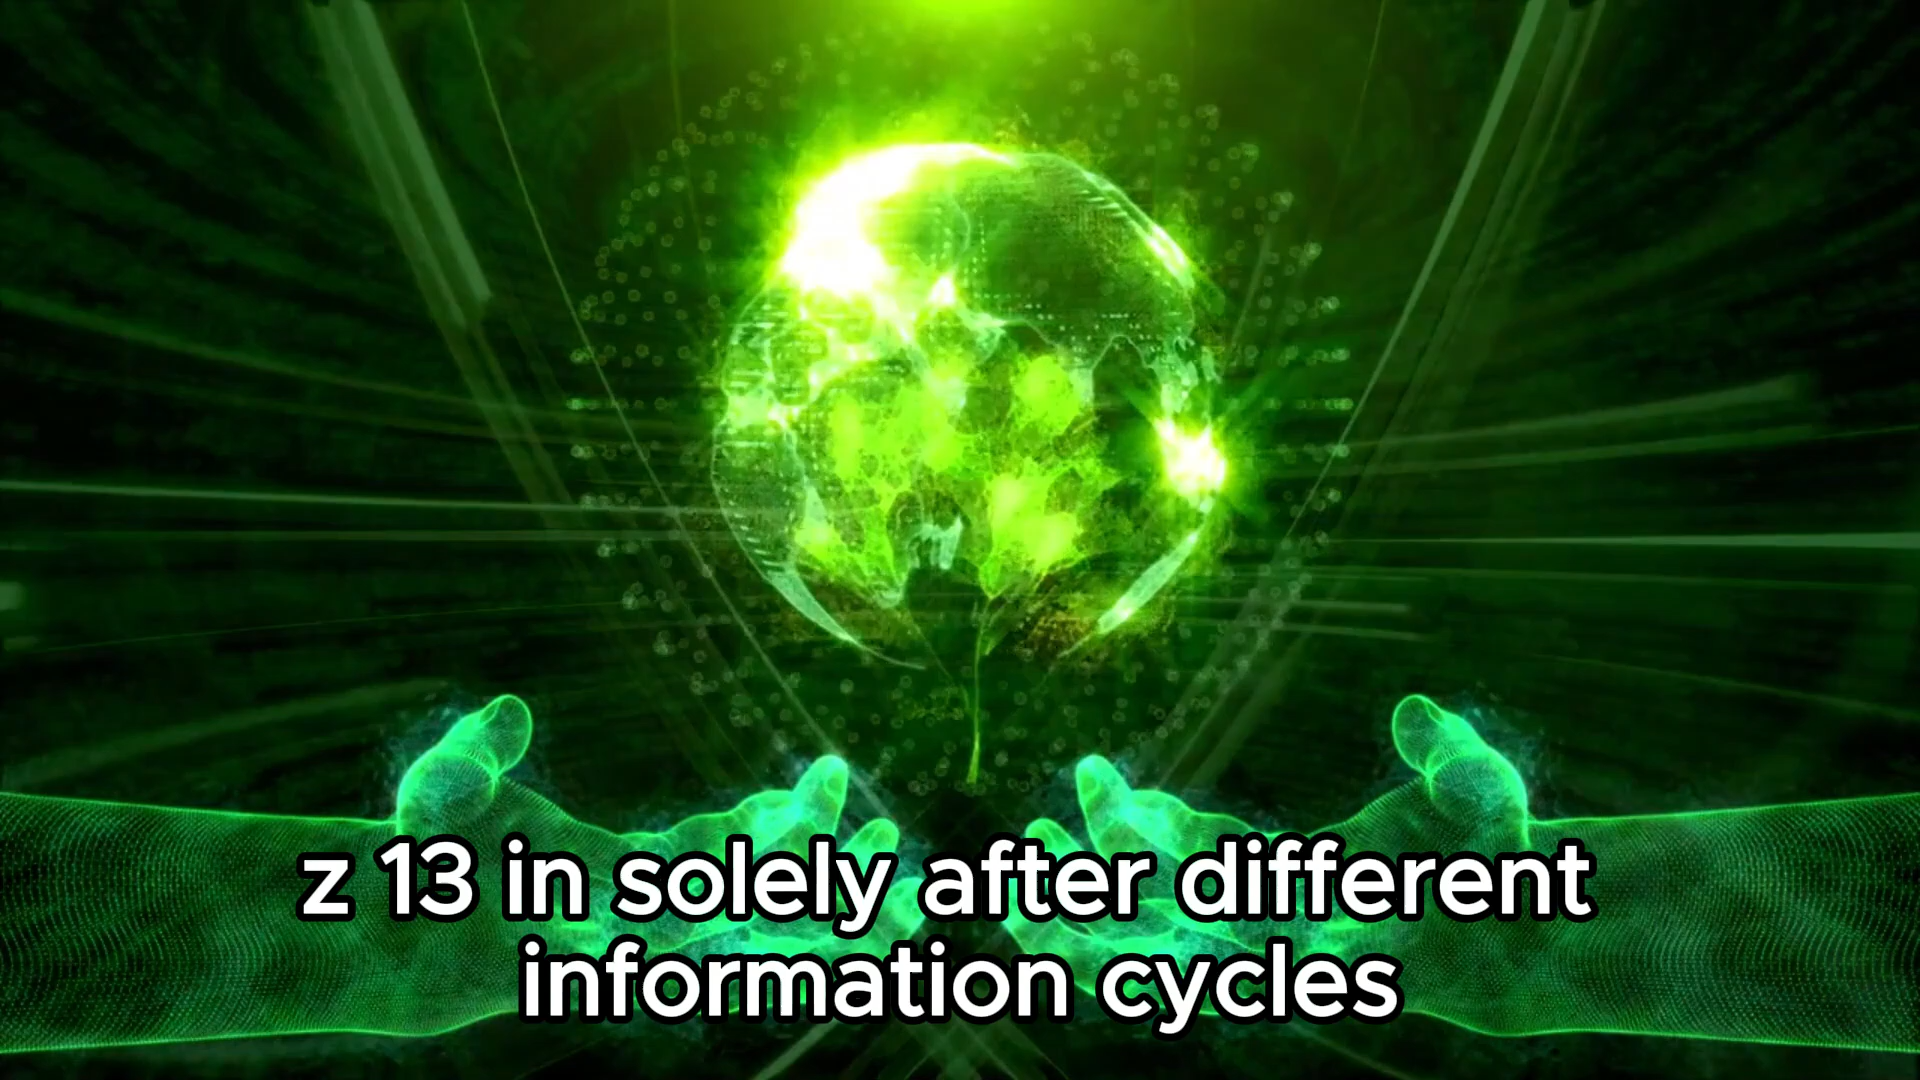 z 13 in solely after different
information cycles